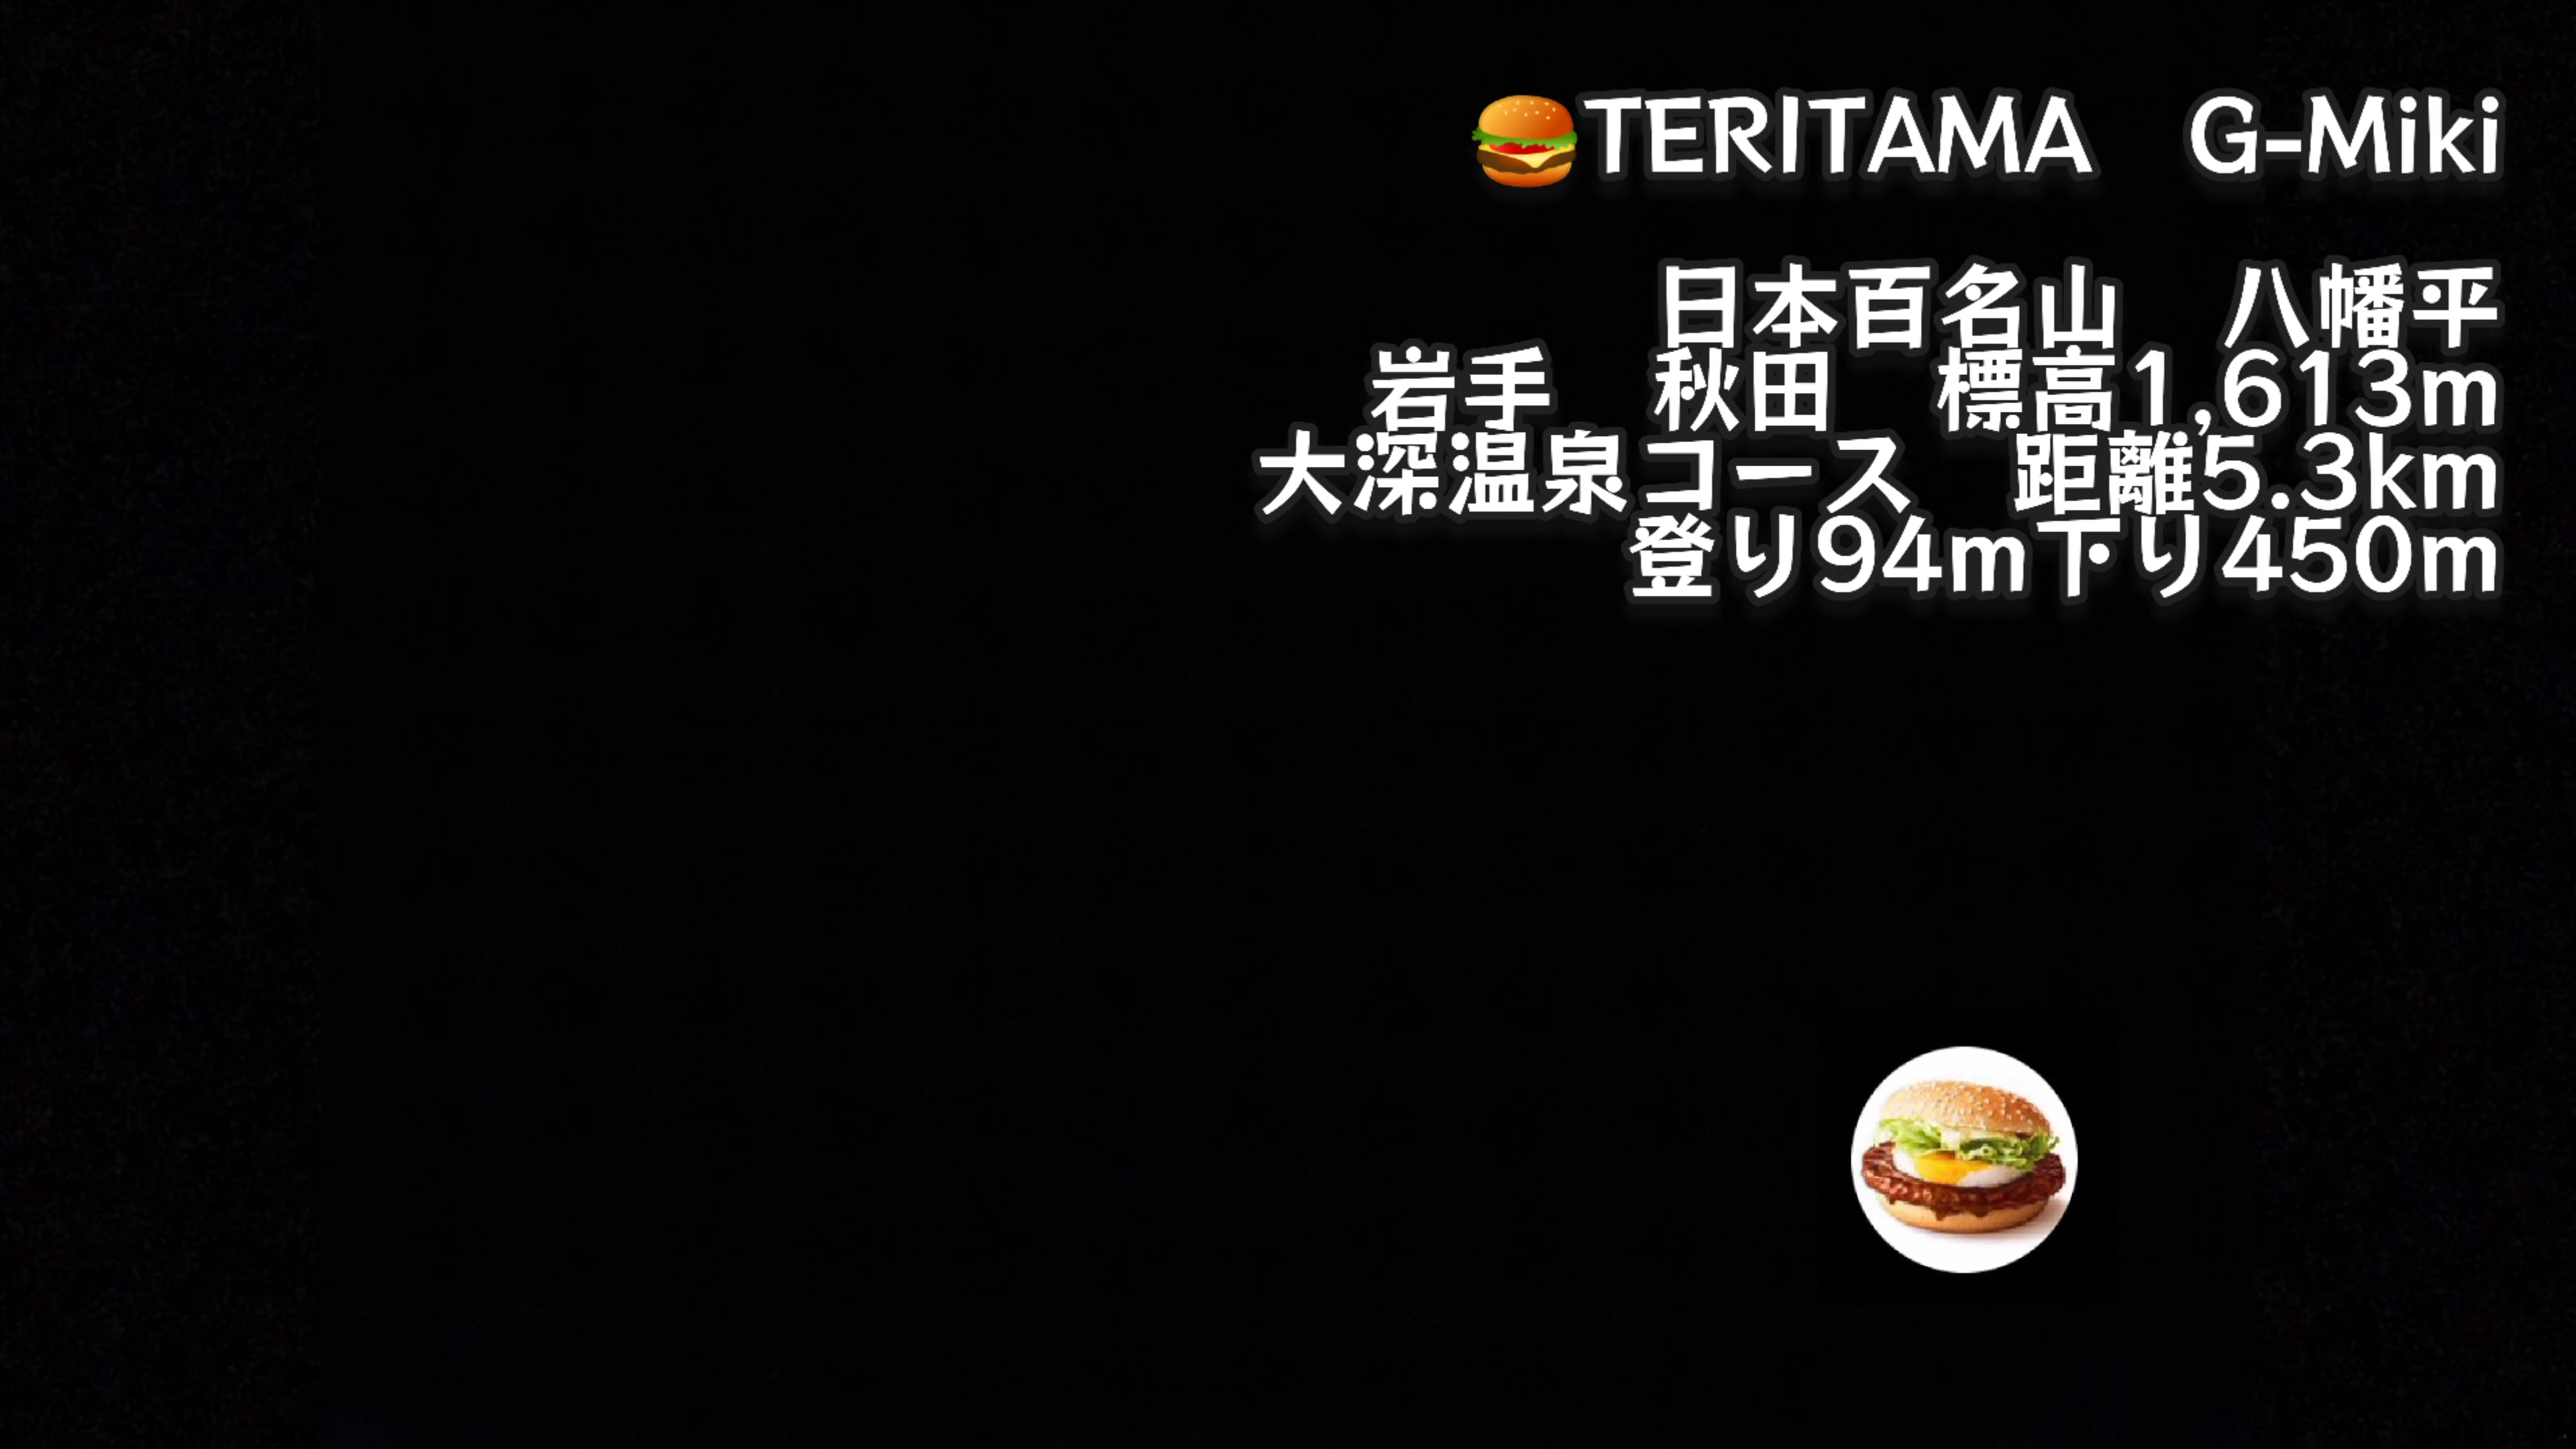 🍔TERITAMA　G-Miki
日本百名山　八幡平
岩手　秋田　標高1,613m
大深温泉コース　距離5.3km
登り94m下り450m